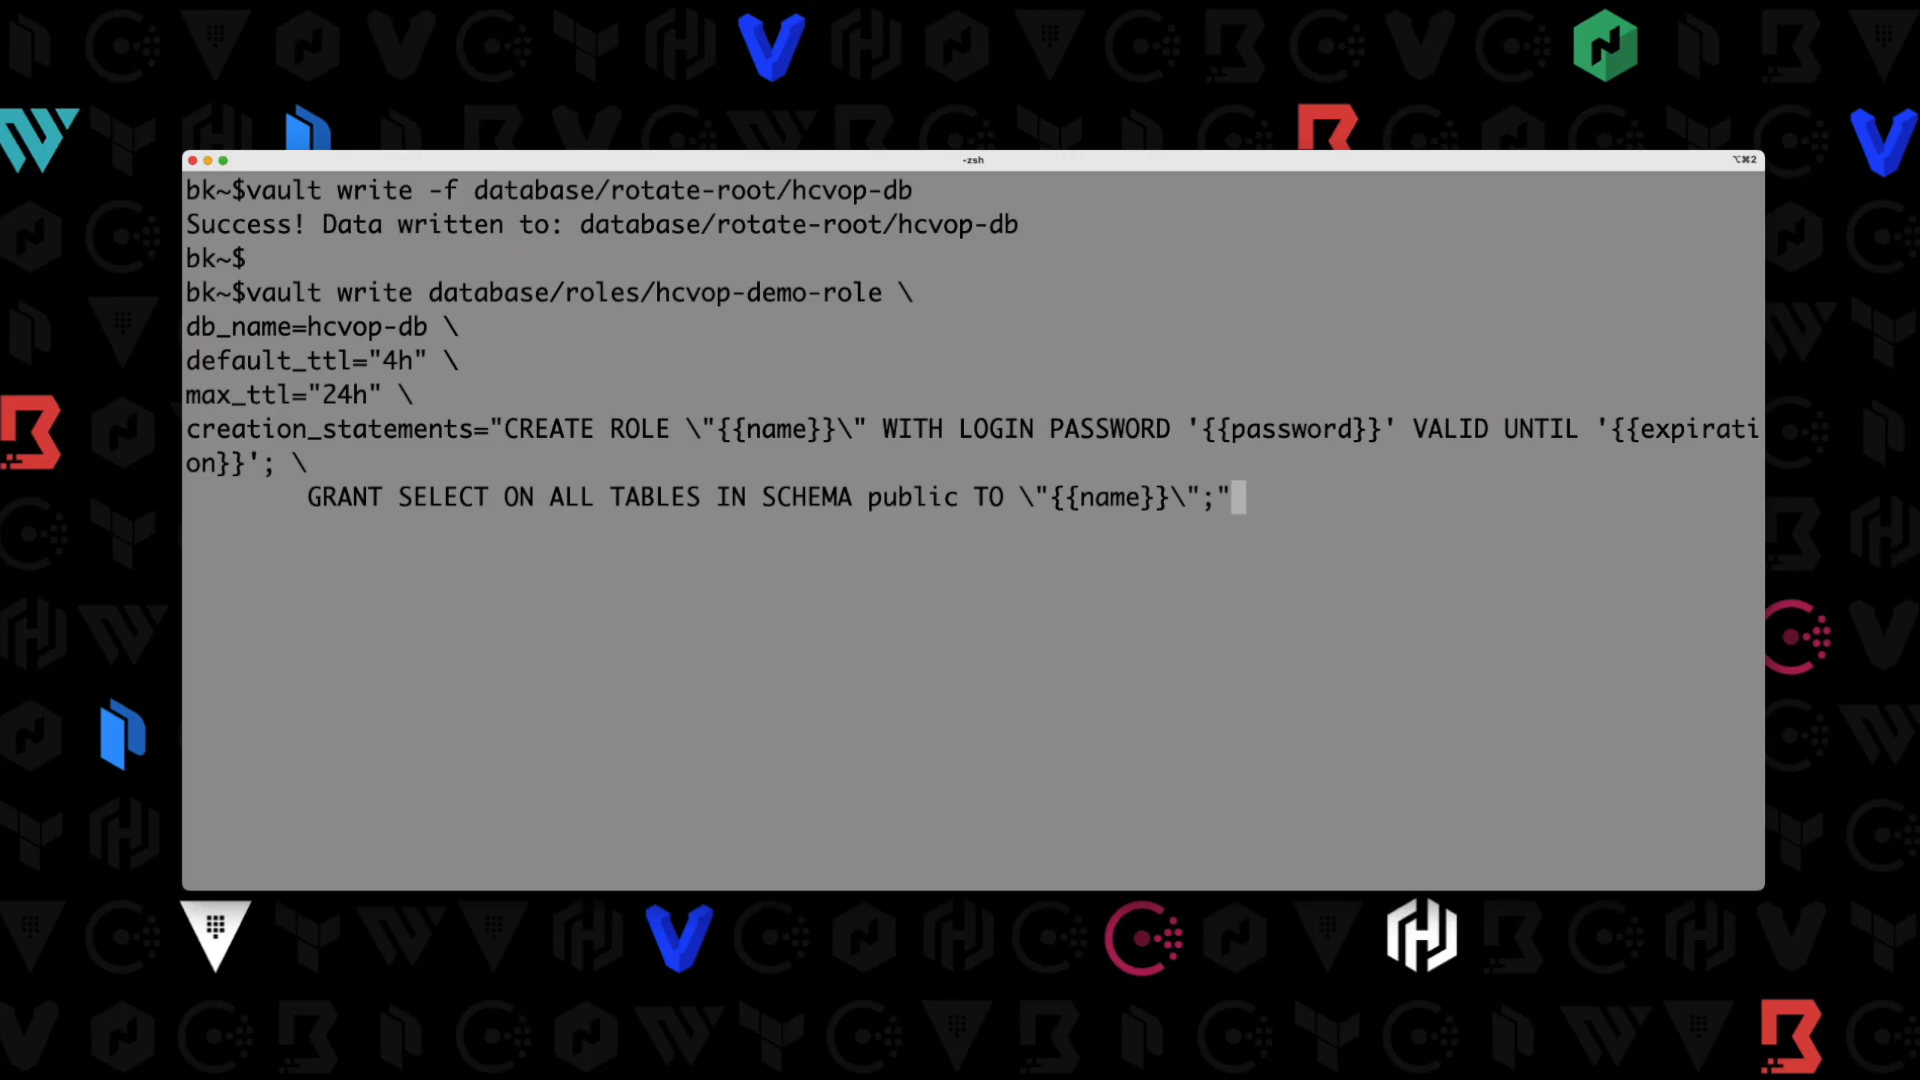 -zsh
⌥⌘2
bk~$vault write -f database/rotate-root/hcvop-db
Success! Data written to: database/rotate-root/hcvop-db
bk~$
bk~$vault write database/roles/hcvop-demo-role \
db_name=hcvop-db \
default_ttl="4h" \
max_ttl="24h" \
creation_statements="CREATE ROLE \"{{name}}\" WITH LOGIN PASSWORD '{{password}}' VALID UNTIL '{{expirati
on}}'; \
GRANT SELECT ON ALL TABLES IN SCHEMA public TO \"{{name}}\";"